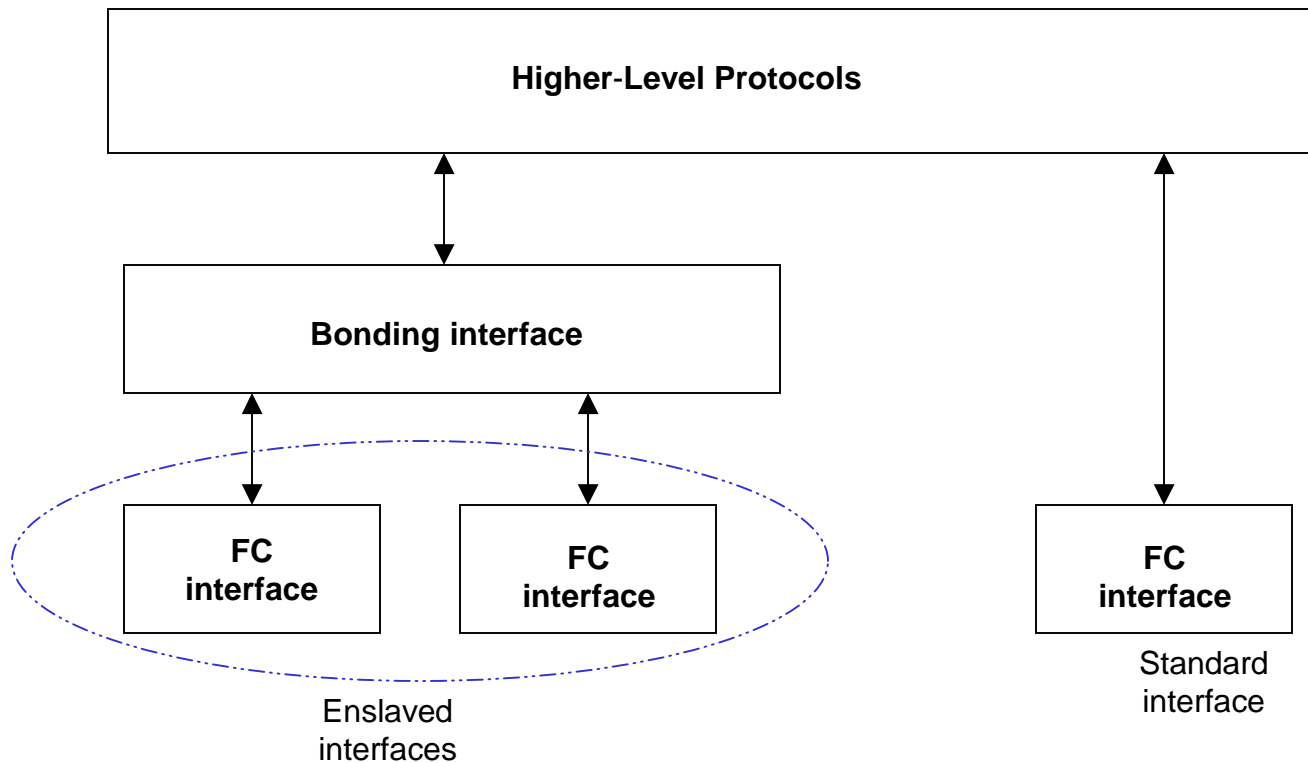 Higher-Level Protocols
Bonding interface
FC
interface
FC
interface
FC
interface
Standard
interface
Enslaved
interfaces